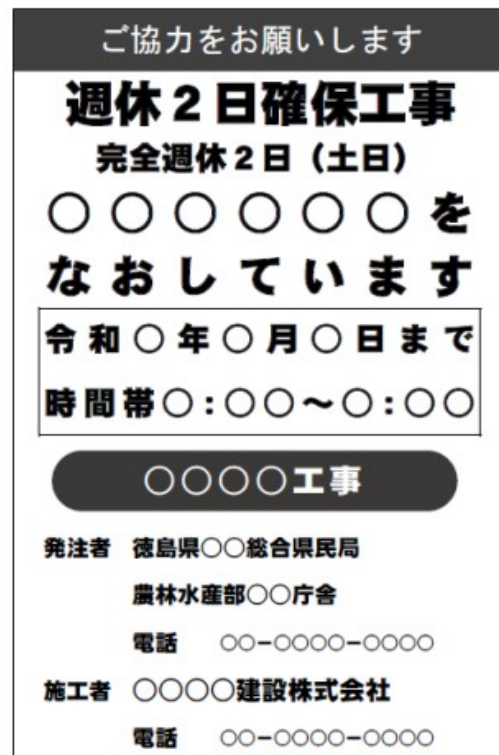 ご協力をお願いします
週休２日確保工事
完全週休２日（土日）
○○○○○○を
なおしています
令和○年○月○日まで
時間帯○:○○～○:○○
○○○○工事
発注者 徳島県○○総合県民局
農林水産部○○庁舎
電話 ○○−○○○○−○○○○
施工者 ○○○○建設株式会社
電話 ○○−○○○○−○○○○